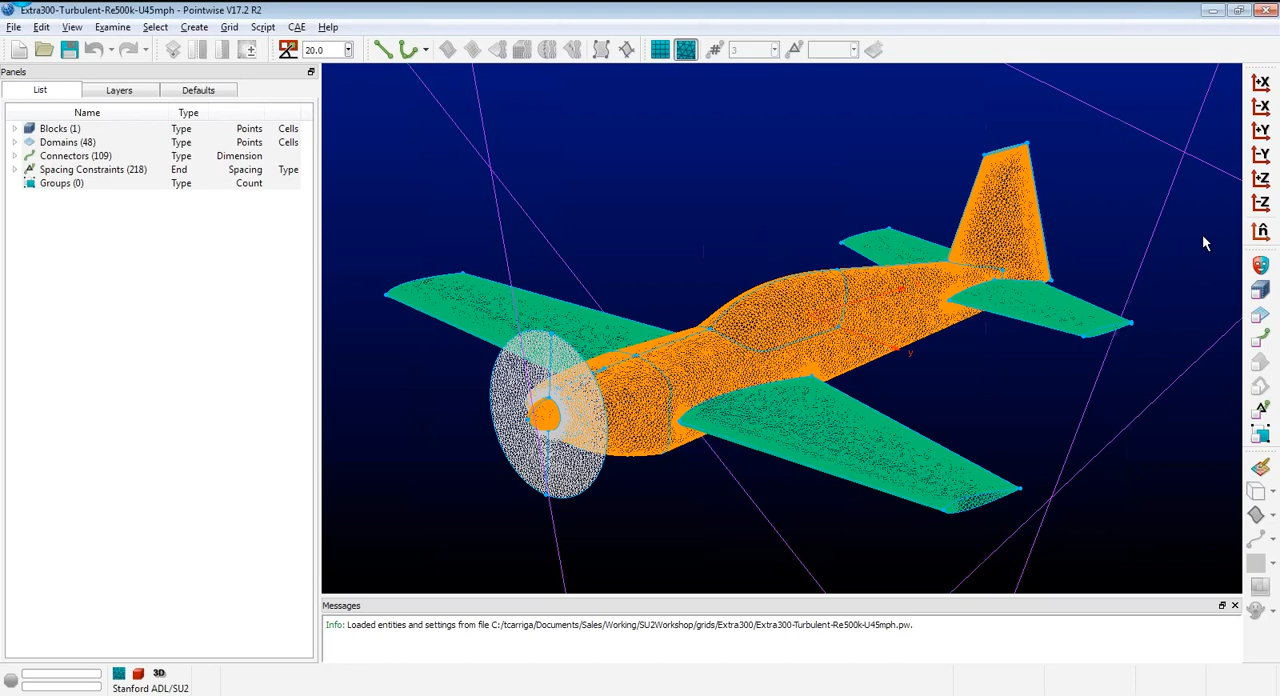 Extra300-Turbulent-Re500k-U45mph - Pointwise V17.2 R2
File Edit View Examine Select Create Grid Script CAE Help
20.0 3
Panels
List Layers Defaults
Name Type
Blocks (1) Type Points Cells
Domains (48) Type Points Cells
Connectors (109) Type Dimension
Spacing Constraints (218) End Spacing Type
Groups (0) Type Count
+X
-X
+Y
-Y
+Z
-Z
n̂
y
Messages
Info: Loaded entities and settings from file C:/tcarriga/Documents/Sales/Working/SU2Workshop/grids/Extra300/Extra300-Turbulent-Re500k-U45mph.pw.
3D
Stanford ADL/SU2